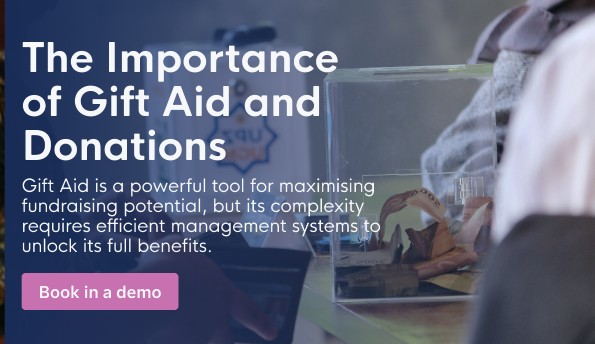 The Importance
of Gift Aid and
Donations
Gift Aid is a powerful tool for maximising
fundraising potential, but its complexity
requires efficient management systems to
unlock its full benefits.
Book in a demo